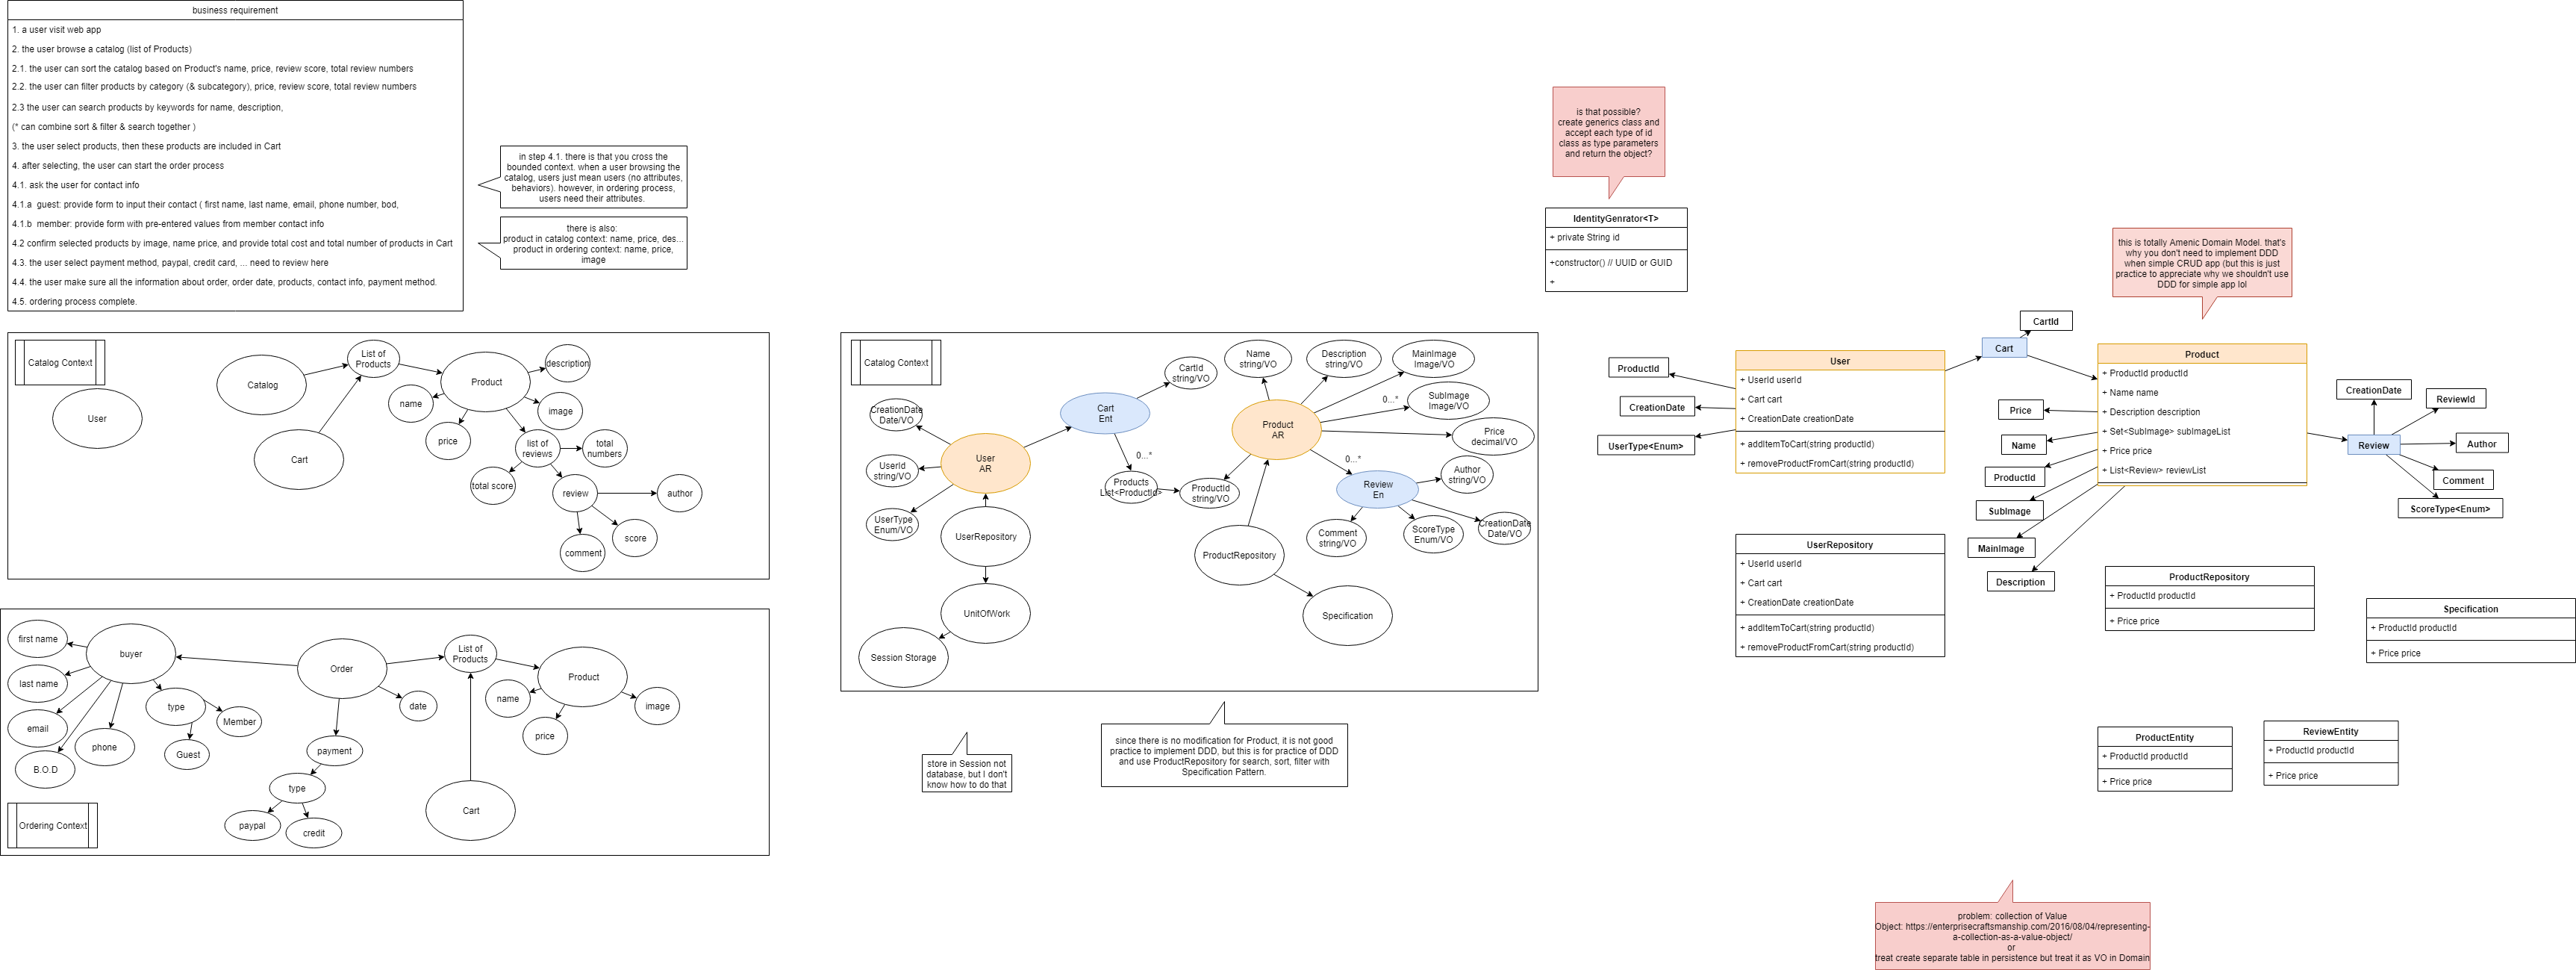 business requirement
1. a user visit web app
2. the user browse a catalog (list of Products)
2.1. the user can sort the catalog based on Product's name, price, review score, total review numbers
2.2. the user can filter products by category (& subcategory), price, review score, total review numbers
2.3 the user can search products by keywords for name, description,
(* can combine sort & filter & search together )
3. the user select products, then these products are included in Cart
4. after selecting, the user can start the order process
4.1. ask the user for contact info
4.1.a  guest: provide form to input their contact ( first name, last name, email, phone number, bod,
4.1.b  member: provide form with pre-entered values from member contact info
4.2 confirm selected products by image, name price, and provide total cost and total number of products in Cart
4.3. the user select payment method, paypal, credit card, ... need to review here
4.4. the user make sure all the information about order, order date, products, contact info, payment method.
4.5. ordering process complete.
in step 4.1. there is that you cross the
bounded context. when a user browsing the
catalog, users just mean users (no attributes,
behaviors). however, in ordering process,
users need their attributes.
there is also:
product in catalog context: name, price, des...
product in ordering context: name, price,
image
Catalog Context
User
Catalog
Cart
List of
Products
Product
description
name
price
image
list of
reviews
total
numbers
total score
review
author
score
comment
first name
last name
email
B.O.D
phone
buyer
type
Member
Guest
Order
date
payment
type
paypal
credit
List of
Products
Product
name
price
image
Cart
Ordering Context
Catalog Context
CreationDate
Date/VO
UserId
string/VO
UserType
Enum/VO
User
AR
UserRepository
UnitOfWork
Session Storage
Cart
Ent
CartId
string/VO
0...*
Products
List<ProductId>
ProductId
string/VO
Name
string/VO
Description
string/VO
MainImage
Image/VO
0...*
SubImage
Image/VO
Price
decimal/VO
Product
AR
0...*
Review
En
Author
string/VO
Comment
string/VO
ScoreType
Enum/VO
CreationDate
Date/VO
ProductRepository
Specification
store in Session not
database, but I don't
know how to do that
since there is no modification for Product, it is not good
practice to implement DDD, but this is for practice of DDD
and use ProductRepository for search, sort, filter with
Specification Pattern.
is that possible?
create generics class and
accept each type of id
class as type parameters
and return the object?
IdentityGenrator<T>
+ private String id
+constructor() // UUID or GUID
+
ProductId
CreationDate
UserType<Enum>
User
+ UserId userId
+ Cart cart
+ CreationDate creationDate
+ addItemToCart(string productId)
+ removeProductFromCart(string productId)
UserRepository
+ UserId userId
+ Cart cart
+ CreationDate creationDate
+ addItemToCart(string productId)
+ removeProductFromCart(string productId)
this is totally Amenic Domain Model. that's
why you don't need to implement DDD
when simple CRUD app (but this is just
practice to appreciate why we shouldn't use
DDD for simple app lol
CartId
Cart
Price
Name
ProductId
SubImage
MainImage
Description
Product
+ ProductId productId
+ Name name
+ Description description
+ Set<SubImage> subImageList
+ Price price
+ List<Review> reviewList
CreationDate
ReviewId
Review
Author
Comment
ScoreType<Enum>
ProductRepository
+ ProductId productId
+ Price price
Specification
+ ProductId productId
+ Price price
ProductEntity
+ ProductId productId
+ Price price
ReviewEntity
+ ProductId productId
+ Price price
problem: collection of Value
Object: https://enterprisecraftsmanship.com/2016/08/04/representing-
a-collection-as-a-value-object/
or
treat create separate table in persistence but treat it as VO in Domain